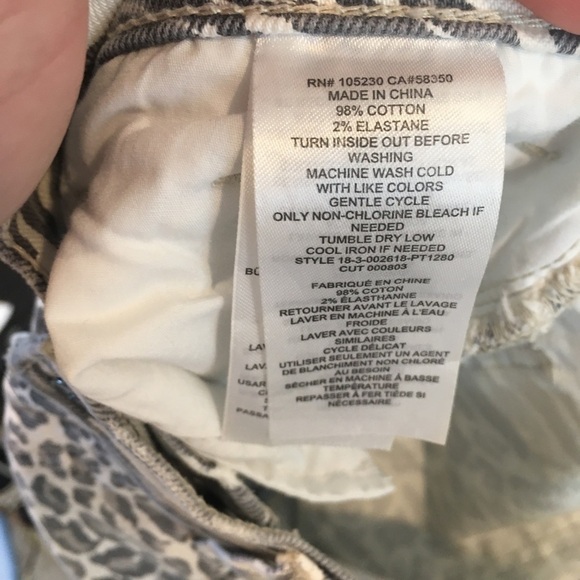 RN# 105230 CA#58350
MADE IN CHINA
98% COTTON
2% ELASTANE
TURN INSIDE OUT BEFORE
WASHING
MACHINE WASH COLD
WITH LIKE COLORS
GENTLE CYCLE
ONLY NON-CHLORINE BLEACH IF
NEEDED
TUMBLE DRY LOW
COOL IRON IF NEEDED
STYLE 18-3-002618-PT1280
CUT 000803
FABRIQUÉ EN CHINE
98% COTON
2% ÉLASTHANNE
RETOURNER AVANT LE LAVAGE
LAVER EN MACHINE À L'EAU
FROIDE
LAVER AVEC COULEURS
SIMILAIRES
CYCLE DÉLICAT
UTILISER SEULEMENT UN AGENT
DE BLANCHIMENT NON CHLORÉ
AU BESOIN
SÉCHER EN MACHINE À BASSE
TEMPÉRATURE
REPASSER À FER TIÈDE SI
NÉCESSAIRE